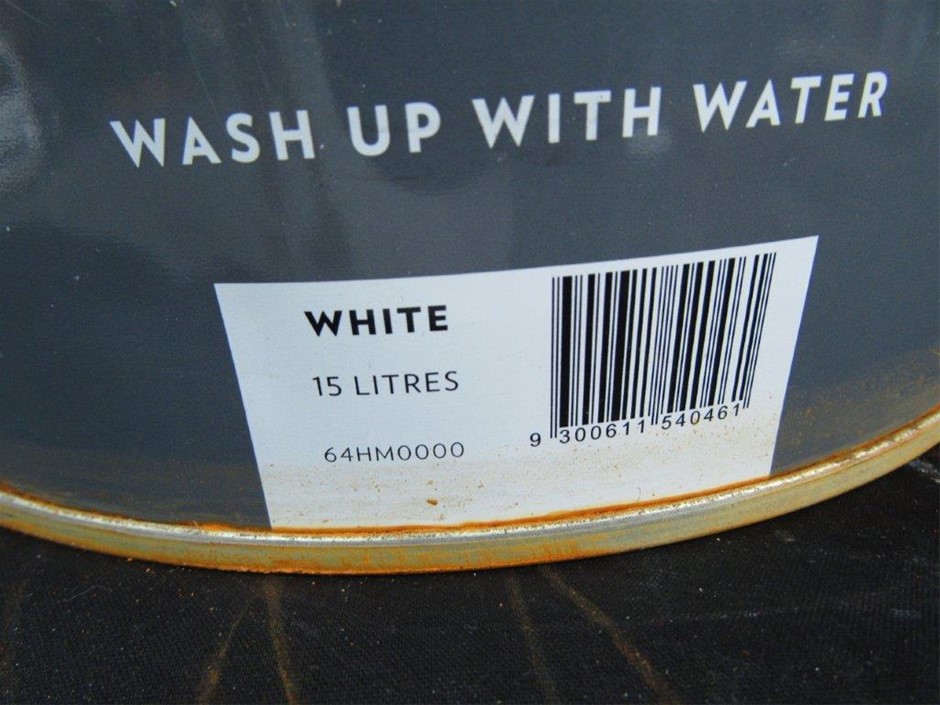 WASH UP WITH WATER
WHITE
15 LITRES
64HM0000
9 300611 540461